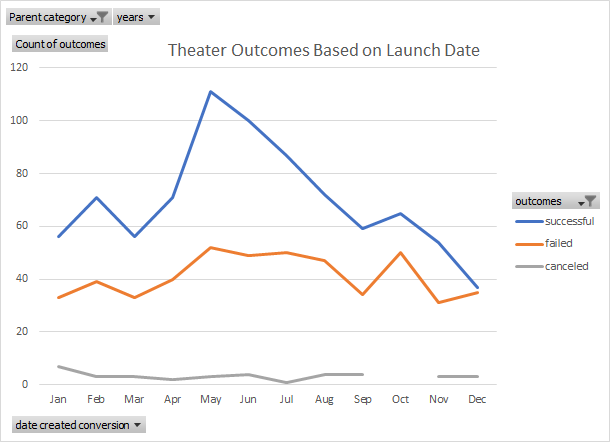 Parent category years
Count of outcomes
Theater Outcomes Based on Launch Date
120
100
80
60
40
20
0
Jan Feb Mar Apr May Jun Jul Aug Sep Oct Nov Dec
outcomes
successful
failed
canceled
date created conversion